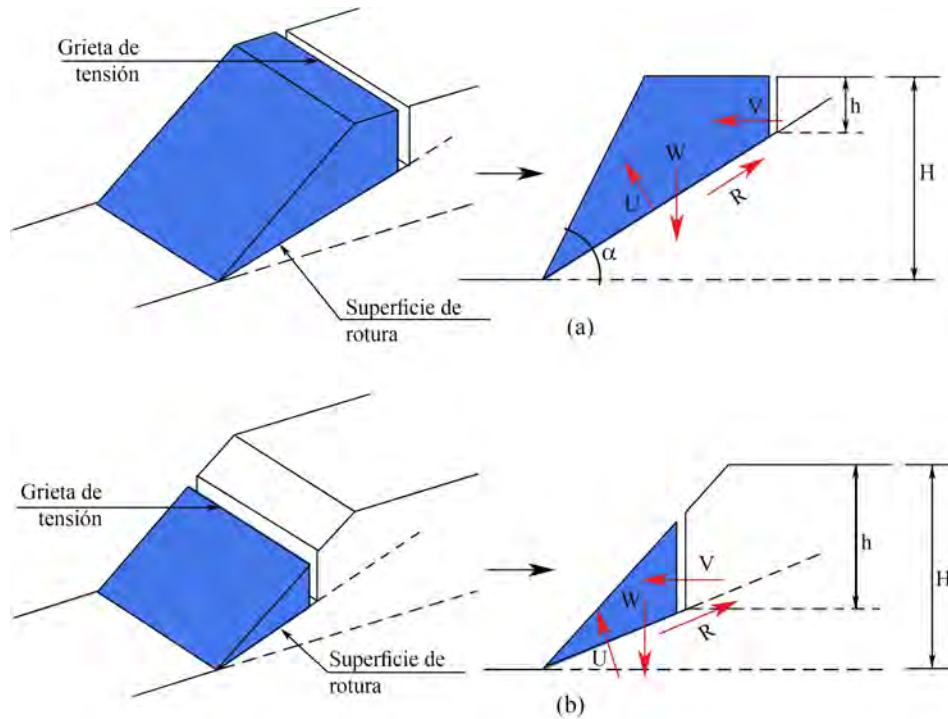 Grieta de
tensión
V
h
W
H
U
R
α
Superficie de
rotura
(a)
Grieta de
tensión
V
h
H
W
R
U
Superficie de
rotura
(b)